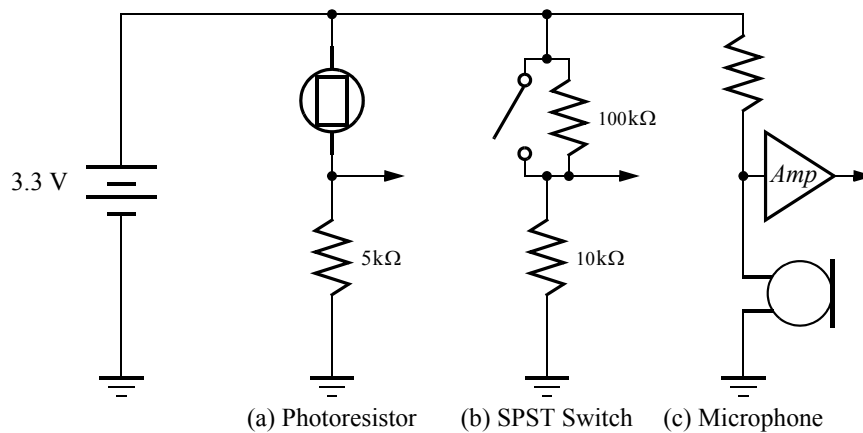 100kΩ
3.3 V
Amp
5kΩ
10kΩ
(a) Photoresistor
(b) SPST Switch
(c) Microphone